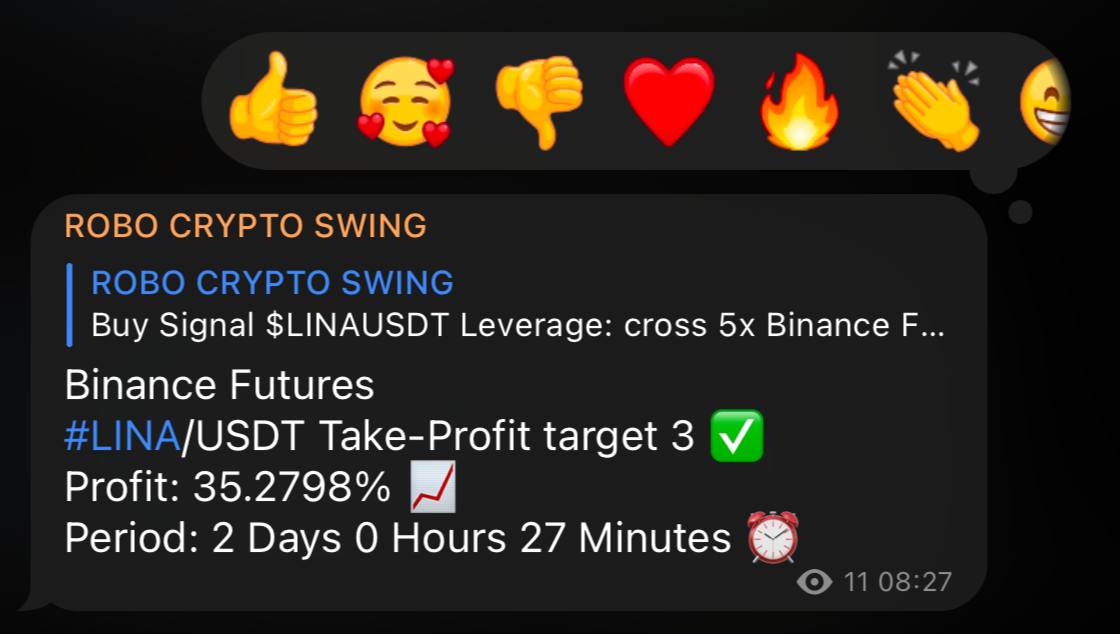 ROBO CRYPTO SWING
ROBO CRYPTO SWING
Buy Signal $LINAUSDT Leverage: cross 5x Binance F...
Binance Futures
#LINA/USDT Take-Profit target 3 ✅
Profit: 35.2798% 📈
Period: 2 Days 0 Hours 27 Minutes ⏰
11 08:27